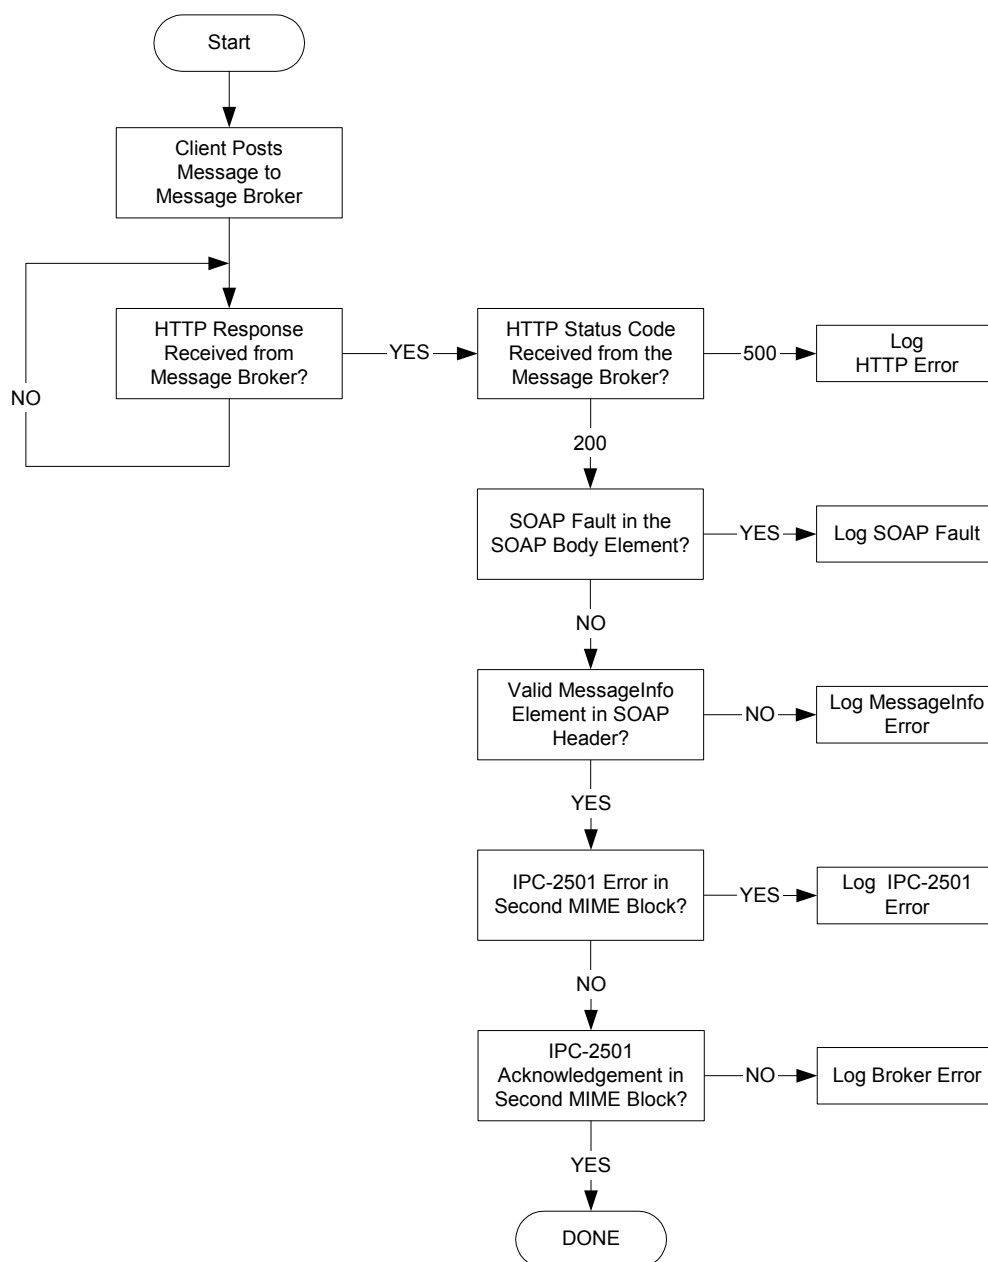 Start
Client Posts
Message to
Message Broker
HTTP Response
Received from
Message Broker?
YES
HTTP Status Code
Received from the
Message Broker?
500
Log
HTTP Error
NO
200
SOAP Fault in the
SOAP Body Element?
YES
Log SOAP Fault
NO
Valid MessageInfo
Element in SOAP
Header?
NO
Log MessageInfo
Error
YES
IPC-2501 Error in
Second MIME Block?
YES
Log IPC-2501
Error
NO
IPC-2501
Acknowledgement in
Second MIME Block?
NO
Log Broker Error
YES
DONE